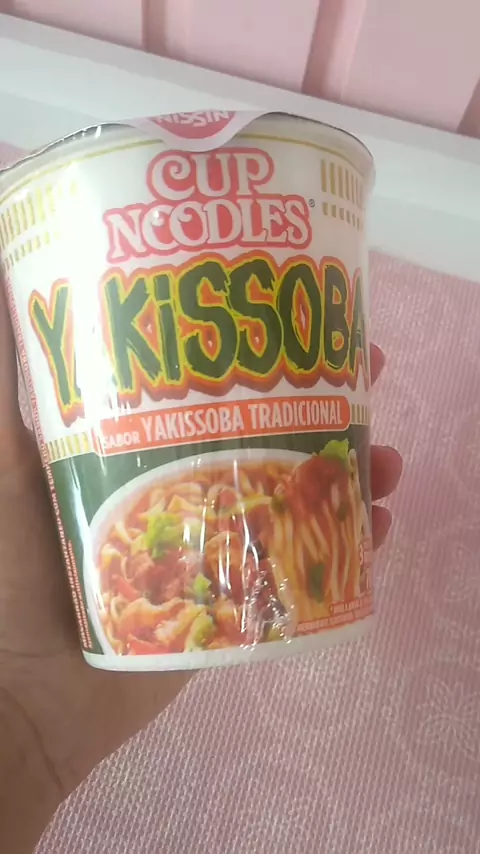 NISSIN
CUP
NOODLES®
YAKISSOBA
SABOR YAKISSOBA TRADICIONAL